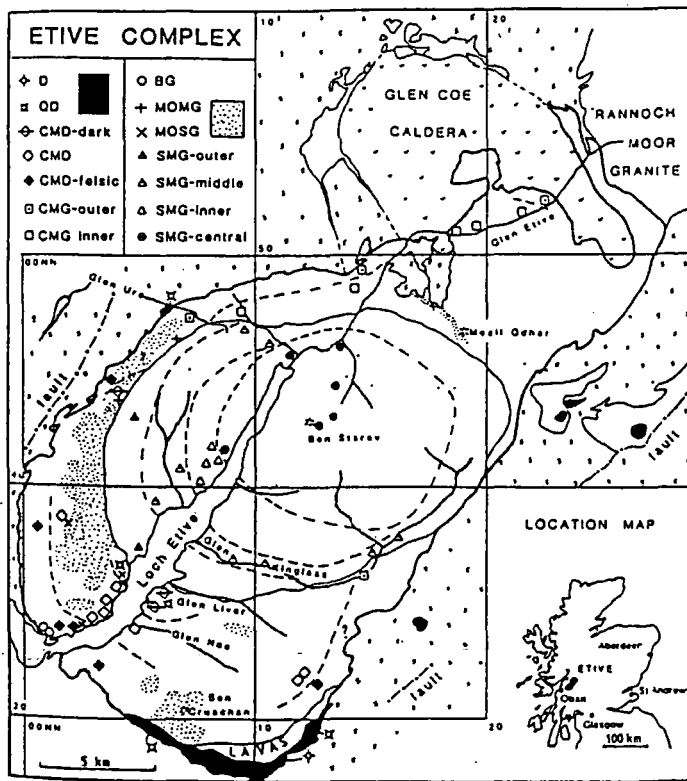 ETIVE COMPLEX
D
QD
CMD-dark
CMD
CMD-felsic
CMG-outer
CMG inner
BG
MOMG
MOSG
SMG-outer
SMG-middle
SMG-inner
SMG-central
10
20
GLEN COE
CALDERA
RANNOCH
MOOR
GRANITE
Glen Etive
50
00NN
Glen Ure
Meall Odhar
fault
Ben Starav
fault
Loch Etive
Glen
Kinglass
Glen Liver
Glen Noe
Ben
Cruachan
fault
LAVAS
00NN
10
20
5 km
LOCATION MAP
Aberdeen
ETIVE
Oban
St Andrews
Glasgow
100 km